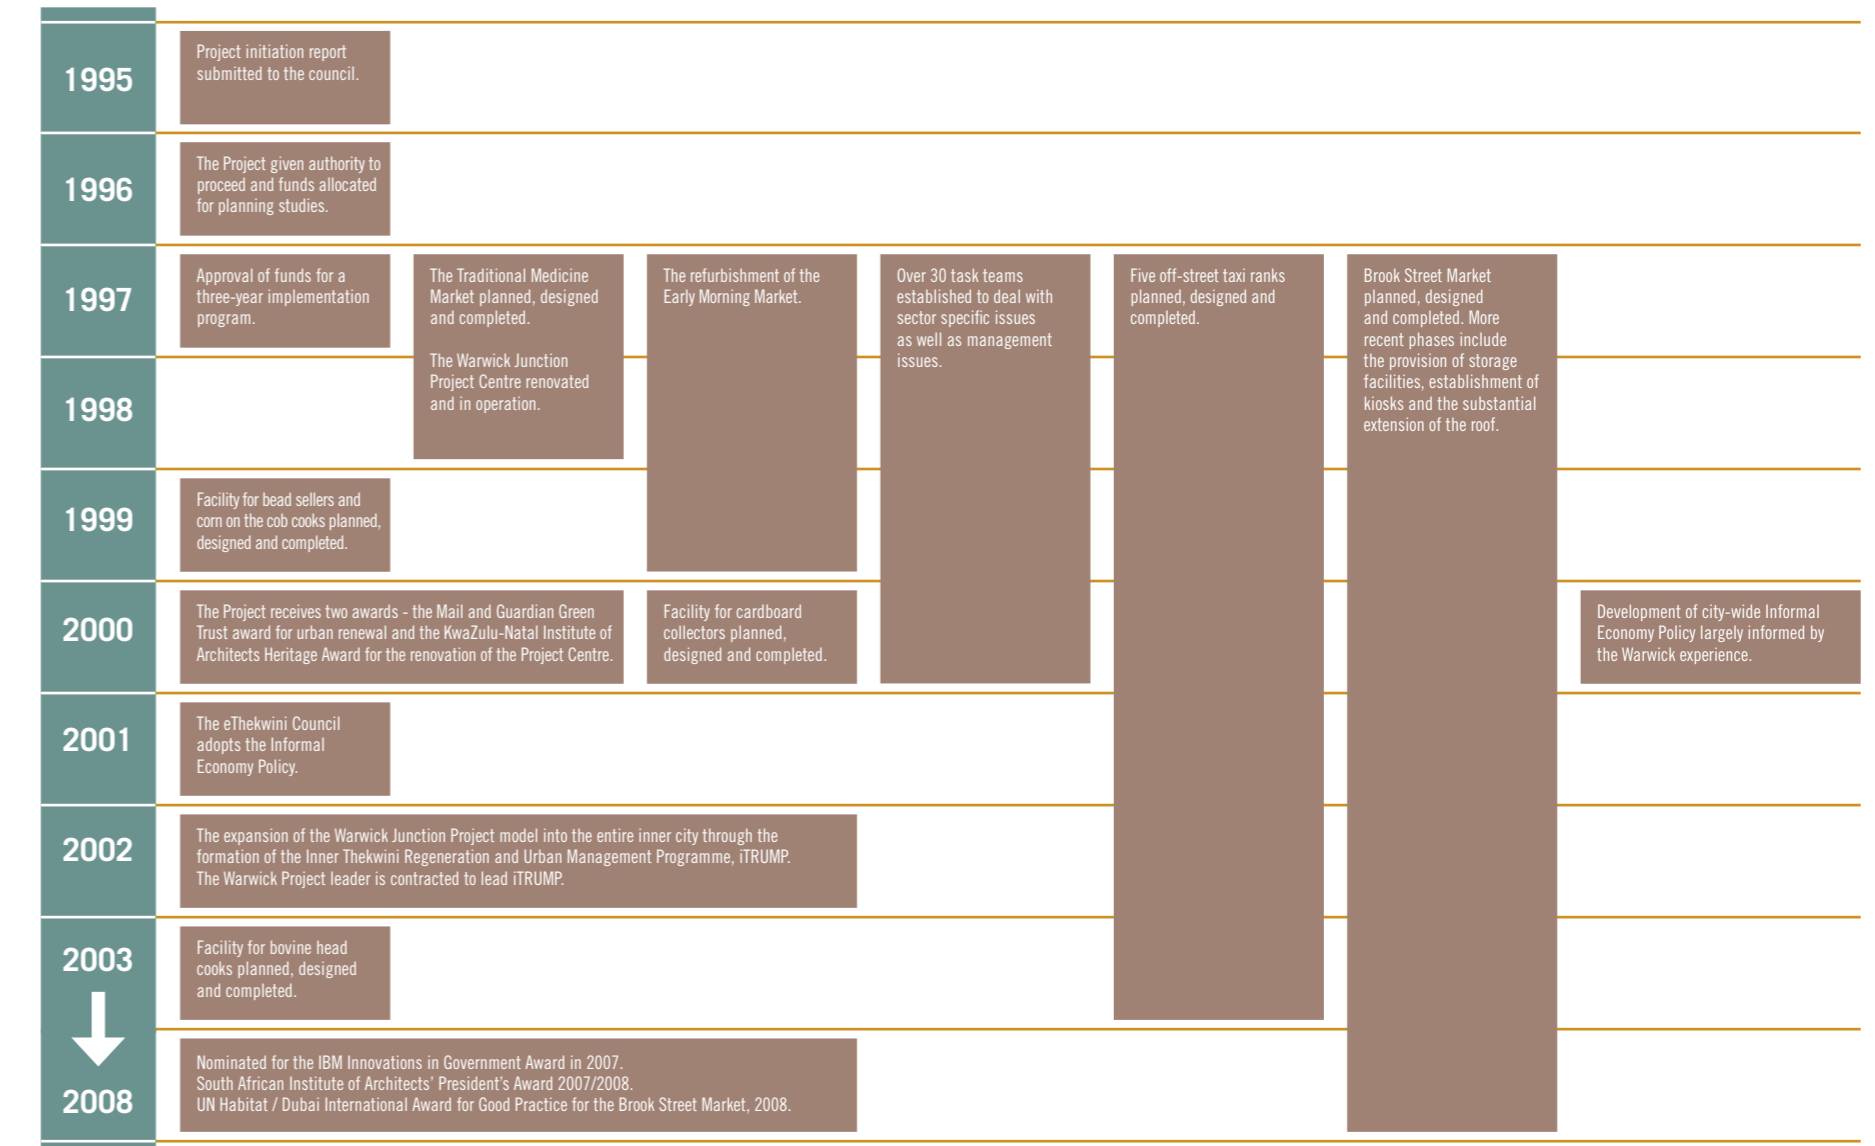 1995
Project initiation report
submitted to the council.
1996
The Project given authority to
proceed and funds allocated
for planning studies.
1997
Approval of funds for a
three-year implementation
program.
The Traditional Medicine
Market planned, designed
and completed.
The Warwick Junction
Project Centre renovated
and in operation.
The refurbishment of the
Early Morning Market.
Over 30 task teams
established to deal with
sector specific issues
as well as management
issues.
Five off-street taxi ranks
planned, designed and
completed.
Brook Street Market
planned, designed
and completed. More
recent phases include
the provision of storage
facilities, establishment of
kiosks and the substantial
extension of the roof.
1998
1999
Facility for bead sellers and
corn on the cob cooks planned,
designed and completed.
2000
The Project receives two awards - the Mail and Guardian Green
Trust award for urban renewal and the KwaZulu-Natal Institute of
Architects Heritage Award for the renovation of the Project Centre.
Facility for cardboard
collectors planned,
designed and completed.
Development of city-wide Informal
Economy Policy largely informed by
the Warwick experience.
2001
The eThekwini Council
adopts the Informal
Economy Policy.
2002
The expansion of the Warwick Junction Project model into the entire inner city through the
formation of the Inner Thekwini Regeneration and Urban Management Programme, iTRUMP.
The Warwick Project leader is contracted to lead iTRUMP.
2003
Facility for bovine head
cooks planned, designed
and completed.
2008
Nominated for the IBM Innovations in Government Award in 2007.
South African Institute of Architects' President's Award 2007/2008.
UN Habitat / Dubai International Award for Good Practice for the Brook Street Market, 2008.